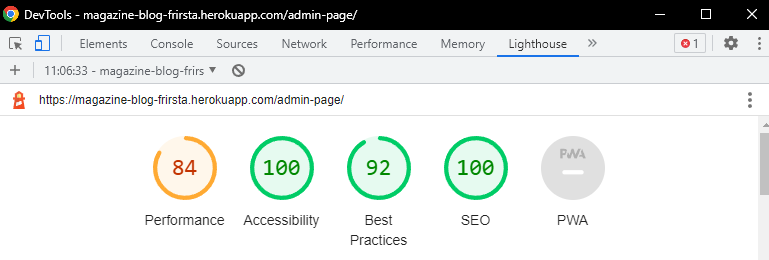 DevTools - magazine-blog-frirsta.herokuapp.com/admin-page/
Elements Console Sources Network Performance Memory Lighthouse » 1
11:06:33 - magazine-blog-frirs
https://magazine-blog-frirsta.herokuapp.com/admin-page/
84 100 92 100 PWA
Performance Accessibility Best Practices SEO PWA